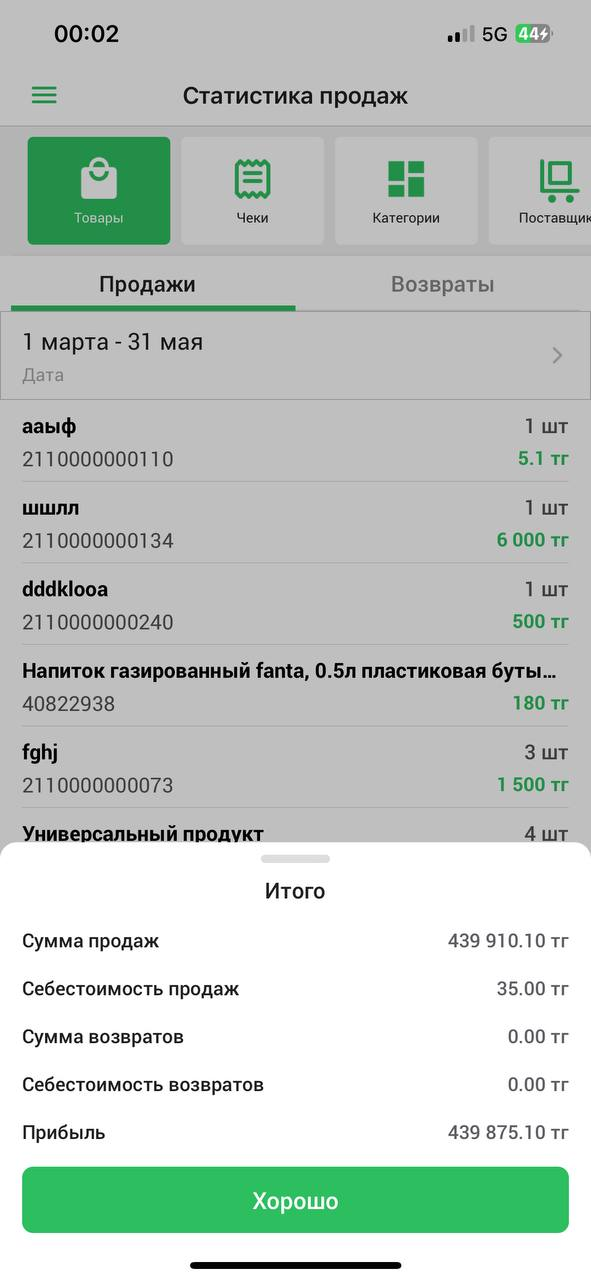 00:02 5G 44
Статистика продаж
Товары Чеки Категории Поставщик
Продажи Возвраты
1 марта - 31 мая
Дата
ааыф 1 шт
2110000000110 5.1 тг
шшлл 1 шт
2110000000134 6 000 тг
dddklooa 1 шт
2110000000240 500 тг
Напиток газированный fanta, 0.5л пластиковая буты...
40822938 180 тг
fghj 3 шт
2110000000073 1 500 тг
Универсальный продукт 4 шт
Итого
Сумма продаж 439 910.10 тг
Себестоимость продаж 35.00 тг
Сумма возвратов 0.00 тг
Себестоимость возвратов 0.00 тг
Прибыль 439 875.10 тг
Хорошо